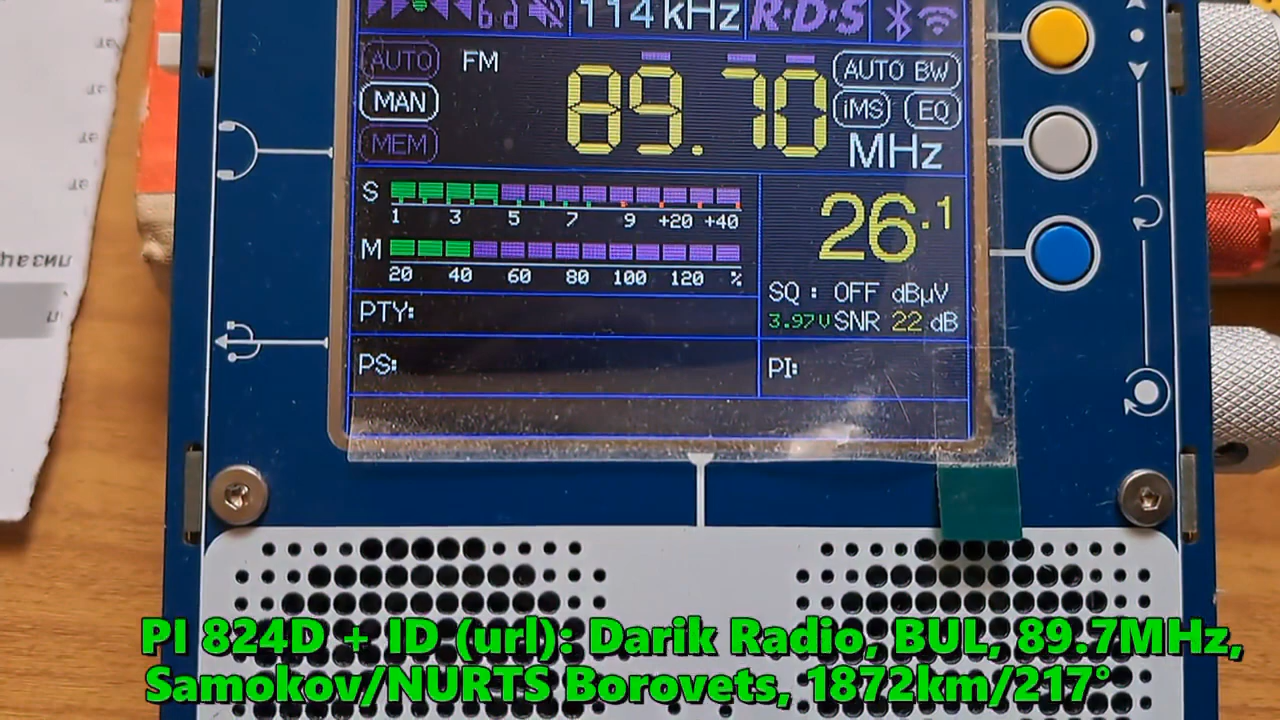 114 kHz R·D·S
AUTO FM 89.70 AUTO BW
MAN iMS EQ
MEM MHz
S
1 3 5 7 9 +20 +40
26.1
M
20 40 60 80 100 120 %
SQ : OFF dBµV
PTY:
3.97V SNR 22 dB
PS:
PI:
PI 824D + ID (url): Darik Radio, BUL, 89.7MHz,
Samokov/NURTS Borovets, 1872km/217°